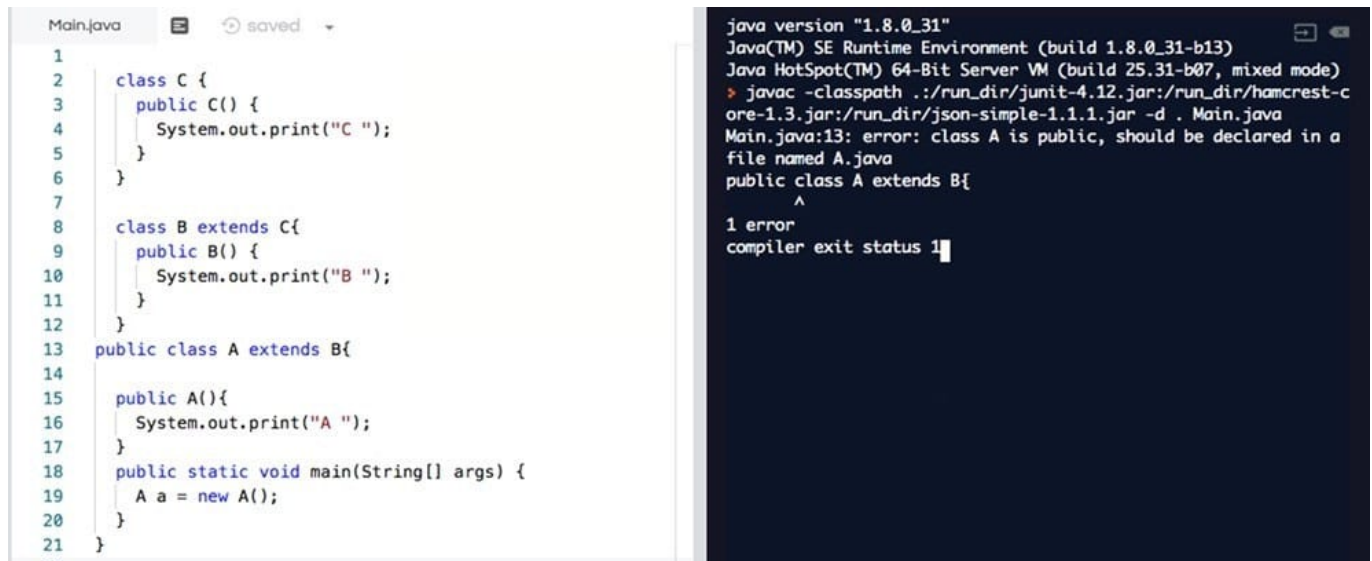 Main.java saved
1
2 class C {
3 public C() {
4 System.out.print("C ");
5 }
6 }
7
8 class B extends C{
9 public B() {
10 System.out.print("B ");
11 }
12 }
13 public class A extends B{
14
15 public A(){
16 System.out.print("A ");
17 }
18 public static void main(String[] args) {
19 A a = new A();
20 }
21 }
java version "1.8.0_31"
Java(TM) SE Runtime Environment (build 1.8.0_31-b13)
Java HotSpot(TM) 64-Bit Server VM (build 25.31-b07, mixed mode)
> javac -classpath .:/run_dir/junit-4.12.jar:/run_dir/hamcrest-c
ore-1.3.jar:/run_dir/json-simple-1.1.1.jar -d . Main.java
Main.java:13: error: class A is public, should be declared in a
file named A.java
public class A extends B{
^
1 error
compiler exit status 1